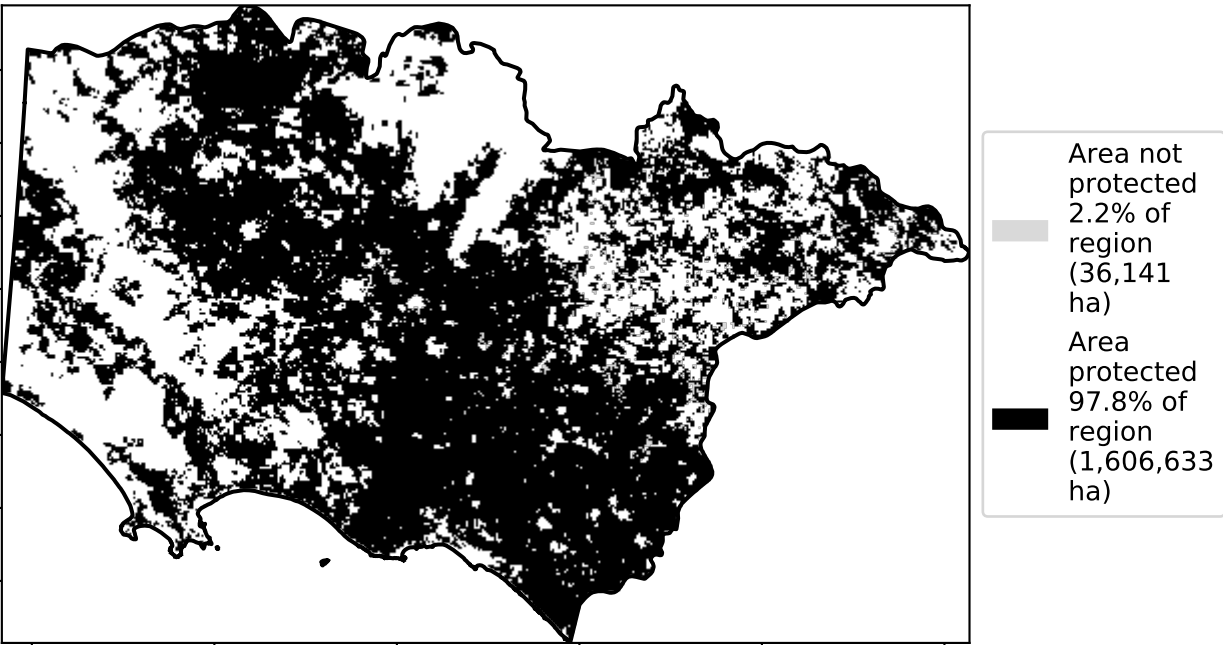 Area not
protected
2.2% of
region
(36,141
ha)
Area
protected
97.8% of
region
(1,606,633
ha)